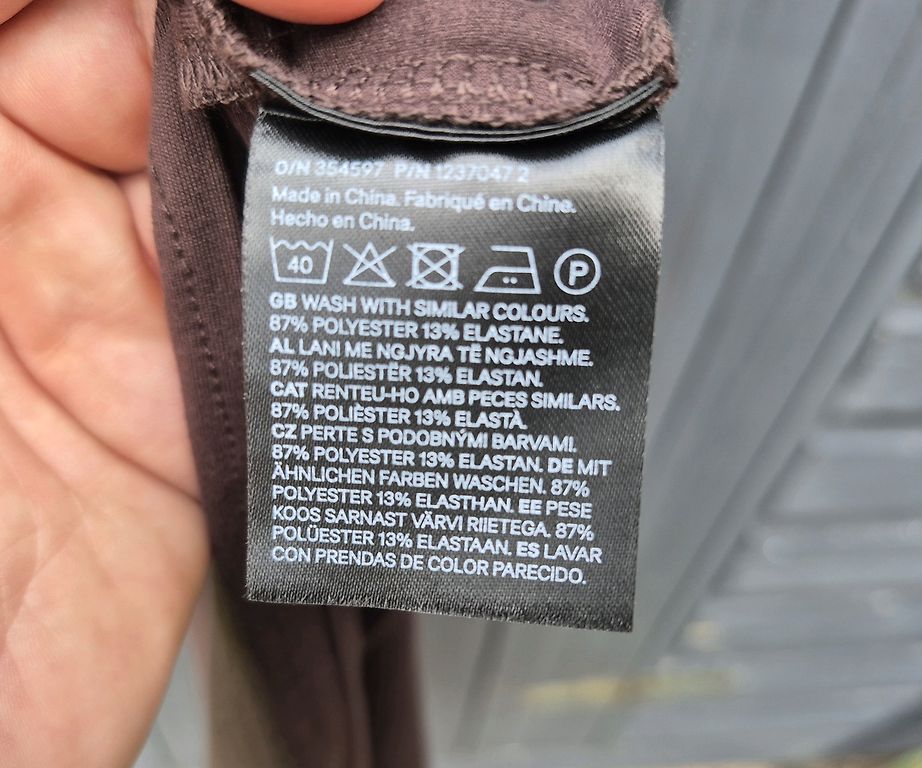 O/N 354597 P/N 1237047 2
Made in China. Fabriqué en Chine.
Hecho en China.
40 P
GB WASH WITH SIMILAR COLOURS.
87% POLYESTER 13% ELASTANE.
AL LANI ME NGJYRA TË NGJASHME.
87% POLIESTËR 13% ELASTAN.
CAT RENTEU-HO AMB PECES SIMILARS.
87% POLIÈSTER 13% ELASTÀ.
CZ PERTE S PODOBNÝMI BARVAMI.
87% POLYESTER 13% ELASTAN. DE MIT
ÄHNLICHEN FARBEN WASCHEN. 87%
POLYESTER 13% ELASTHAN. EE PESE
KOOS SARNAST VÄRVI RIIETEGA. 87%
POLÜESTER 13% ELASTAAN. ES LAVAR
CON PRENDAS DE COLOR PARECIDO.